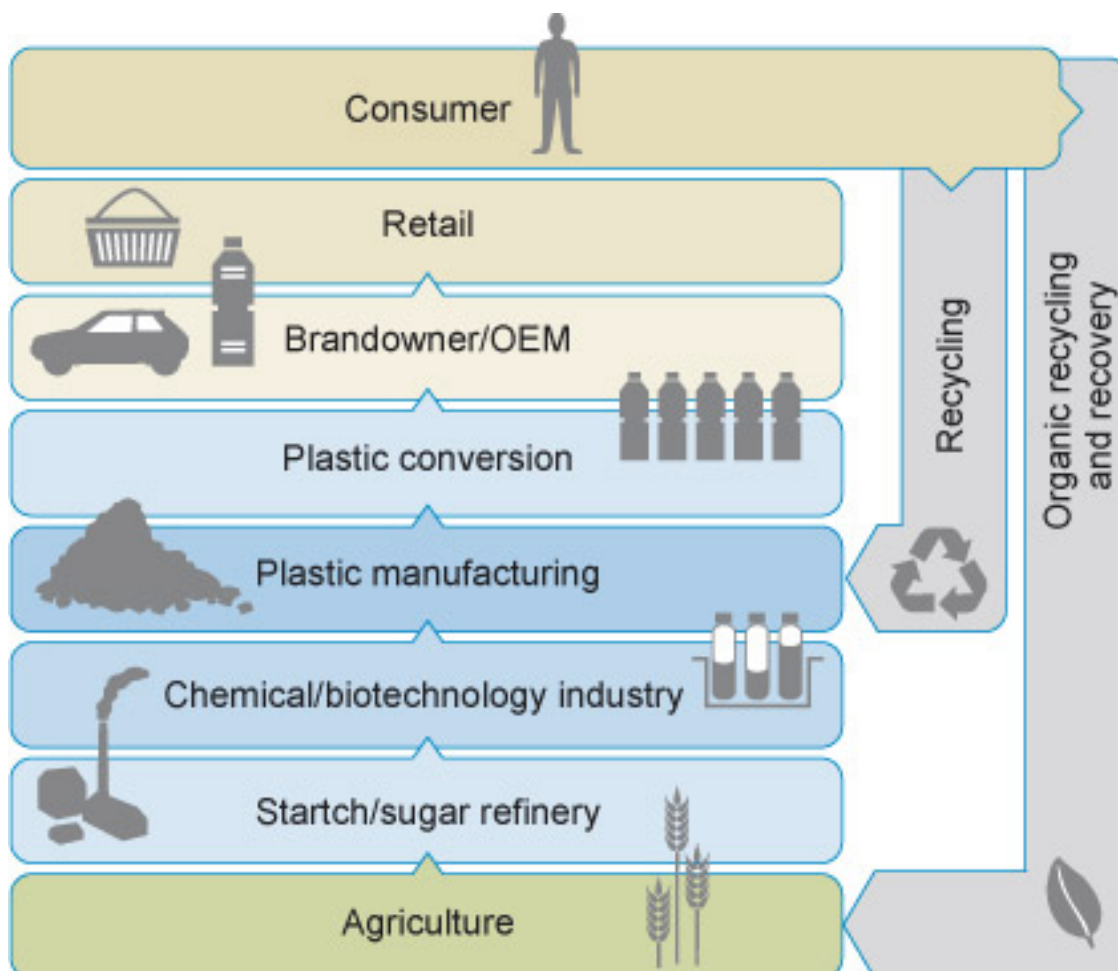 Consumer
Retail
Brandowner/OEM
Plastic conversion
Plastic manufacturing
Chemical/biotechnology industry
Startch/sugar refinery
Agriculture
Recycling
Organic recycling
and recovery